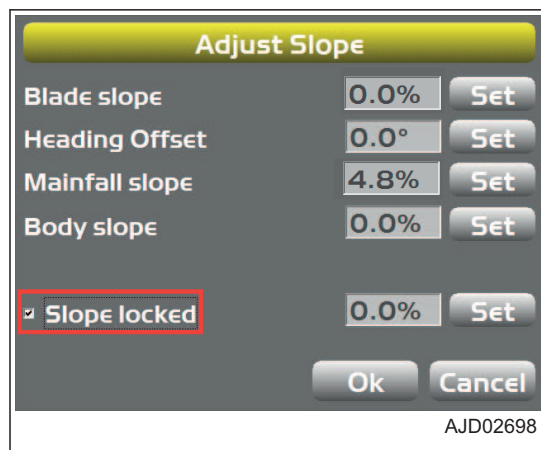 Adjust Slope
Blade slope 0.0% Set
Heading Offset 0.0° Set
Mainfall slope 4.8% Set
Body slope 0.0% Set
Slope locked 0.0% Set
Ok Cancel
AJD02698